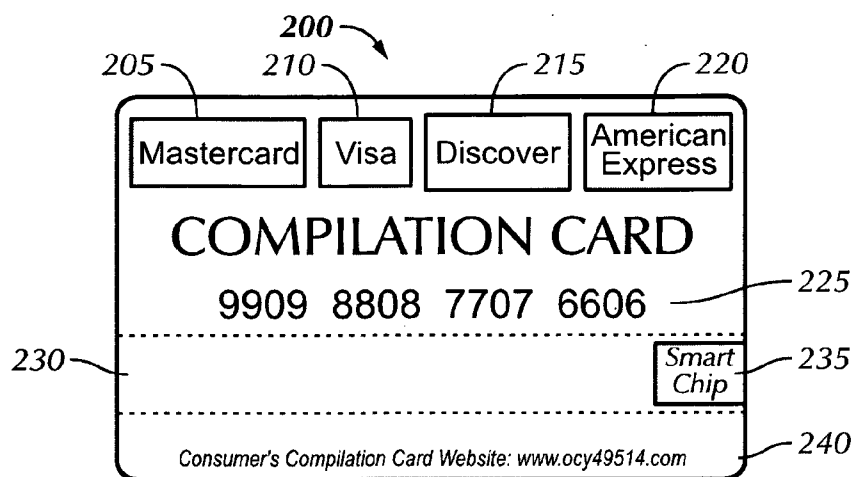 200
205 210 215 220
Mastercard Visa Discover American Express
COMPILATION CARD
9909 8808 7707 6606 225
230 Smart Chip 235
Consumer's Compilation Card Website: www.ocy49514.com 240